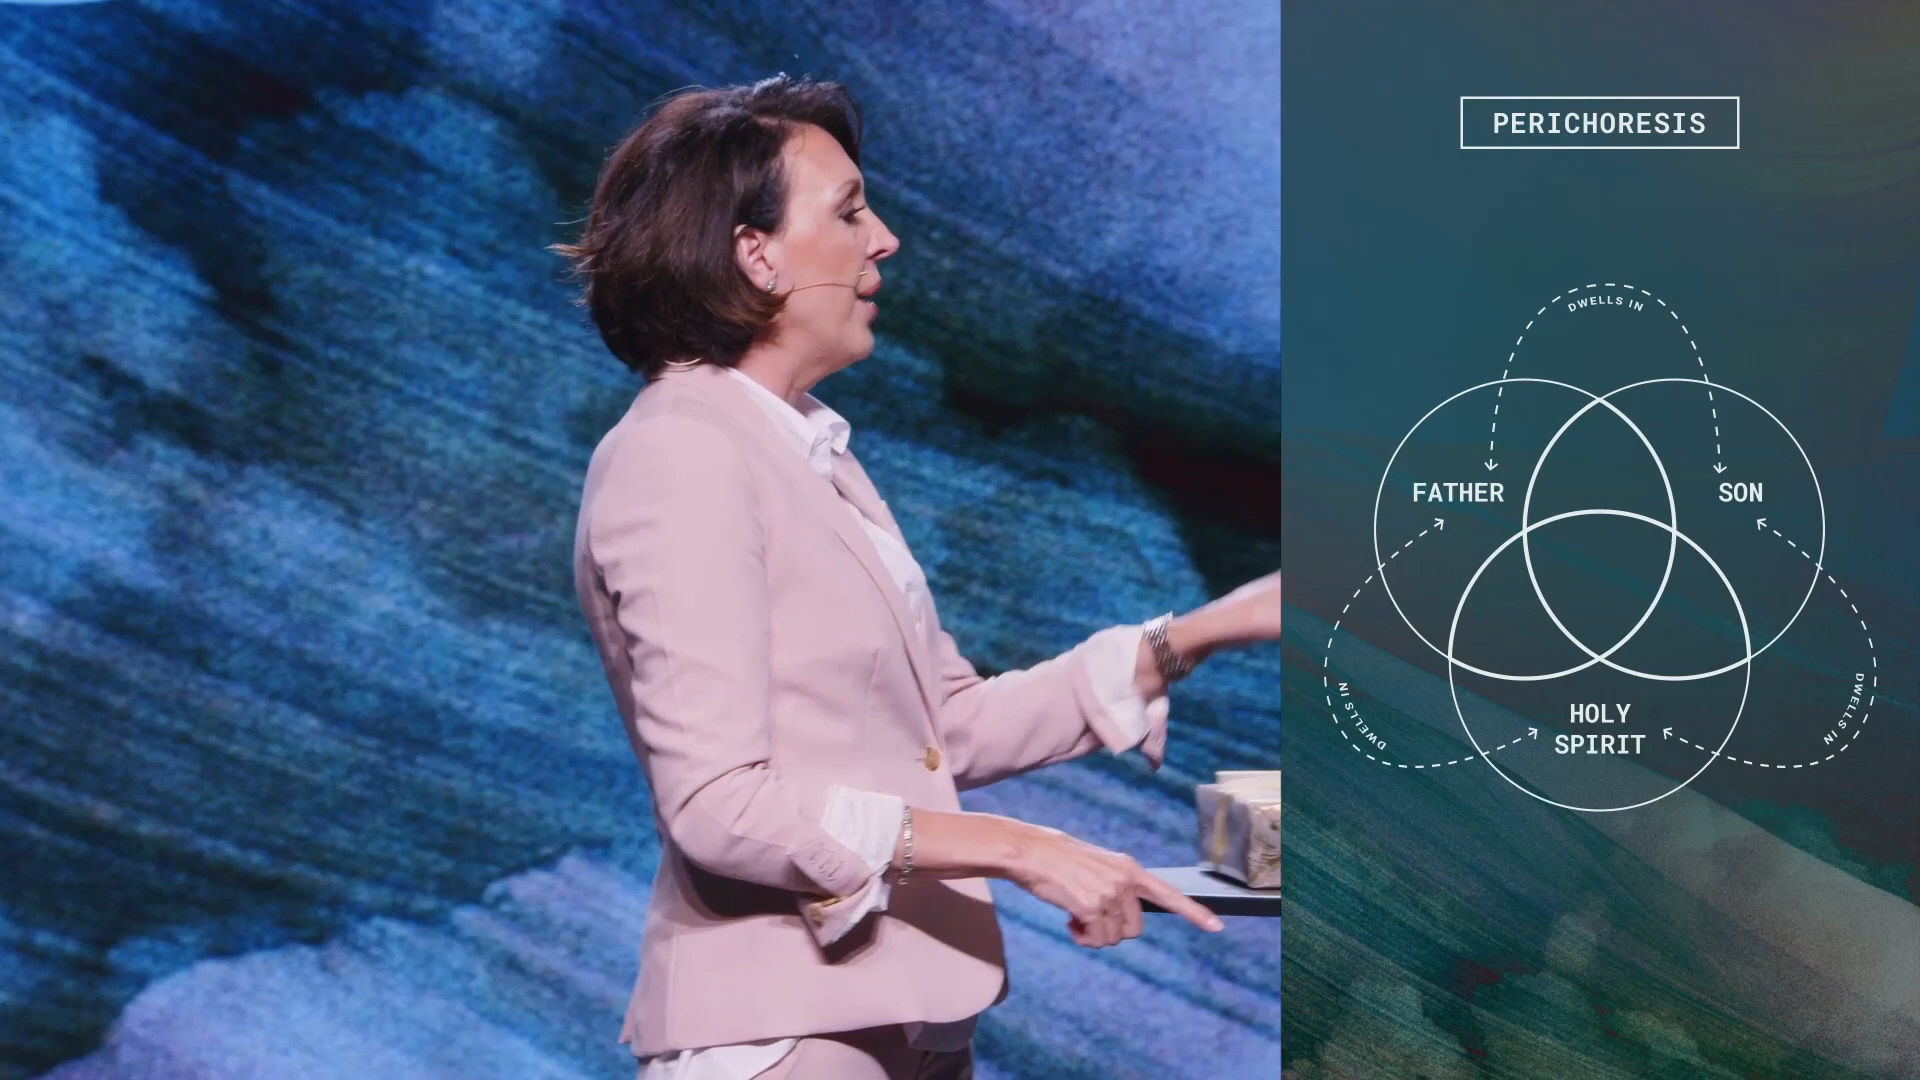 PERICHORESIS
DWELLS IN
FATHER
SON
DWELLS IN
DWELLS IN
HOLY
SPIRIT